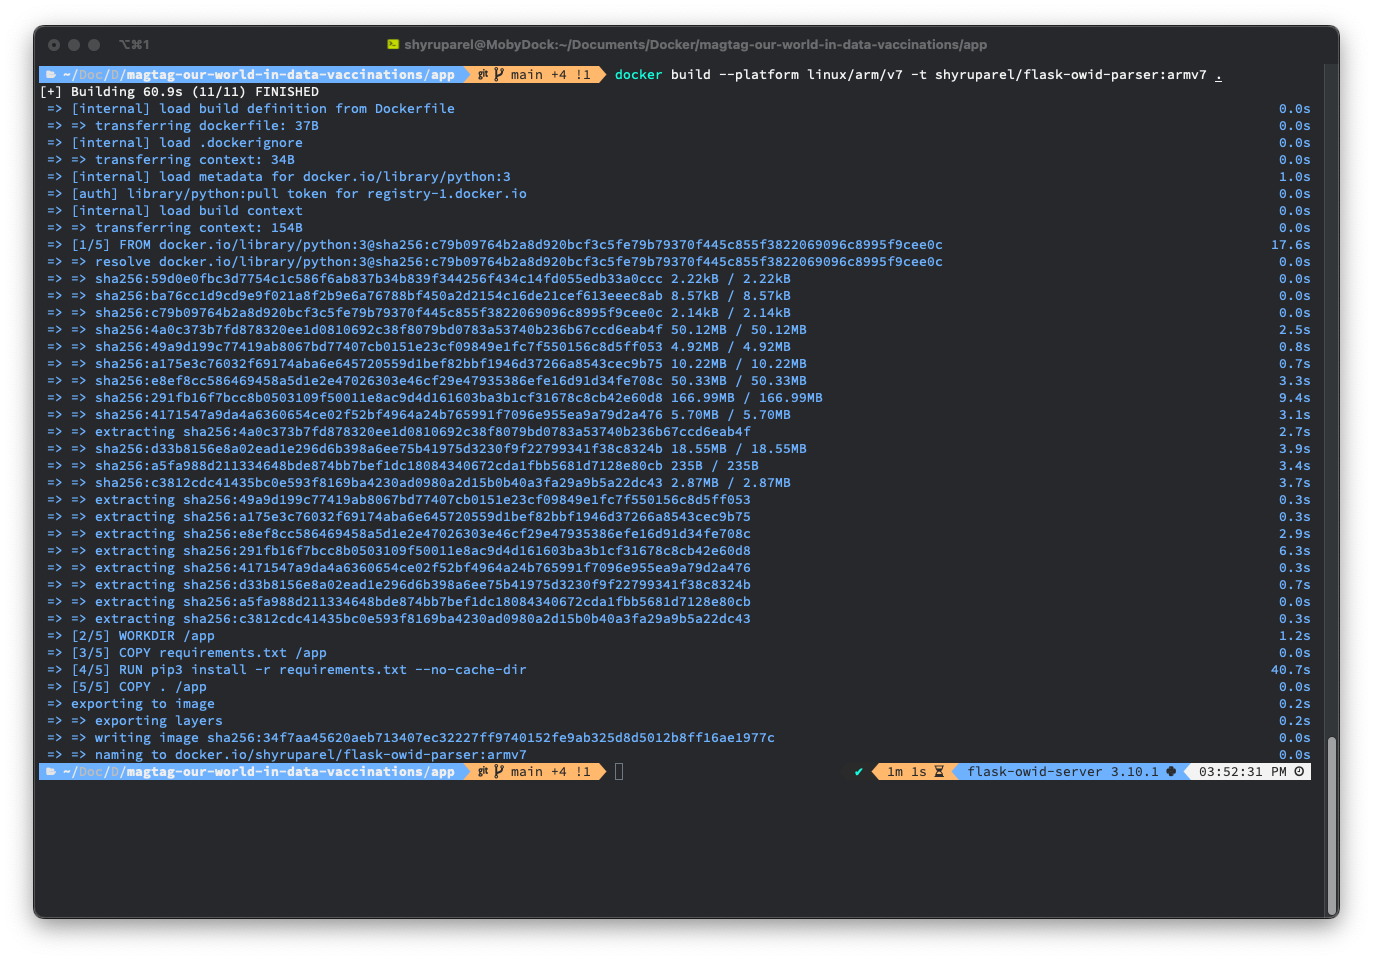 ⌥⌘1
shyruparel@MobyDock:~/Documents/Docker/magtag-our-world-in-data-vaccinations/app
~/Doc/D/magtag-our-world-in-data-vaccinations/app git main +4 !1 docker build --platform linux/arm/v7 -t shyruparel/flask-owid-parser:armv7 .
[+] Building 60.9s (11/11) FINISHED
=> [internal] load build definition from Dockerfile 0.0s
=> => transferring dockerfile: 37B 0.0s
=> [internal] load .dockerignore 0.0s
=> => transferring context: 34B 0.0s
=> [internal] load metadata for docker.io/library/python:3 1.0s
=> [auth] library/python:pull token for registry-1.docker.io 0.0s
=> [internal] load build context 0.0s
=> => transferring context: 154B 0.0s
=> [1/5] FROM docker.io/library/python:3@sha256:c79b09764b2a8d920bcf3c5fe79b79370f445c855f3822069096c8995f9cee0c 17.6s
=> => resolve docker.io/library/python:3@sha256:c79b09764b2a8d920bcf3c5fe79b79370f445c855f3822069096c8995f9cee0c 0.0s
=> => sha256:59d0e0fbc3d7754c1c586f6ab837b34b839f344256f434c14fd055edb33a0ccc 2.22kB / 2.22kB 0.0s
=> => sha256:ba76cc1d9cd9e9f021a8f2b9e6a76788bf450a2d2154c16de21cef613eeec8ab 8.57kB / 8.57kB 0.0s
=> => sha256:c79b09764b2a8d920bcf3c5fe79b79370f445c855f3822069096c8995f9cee0c 2.14kB / 2.14kB 0.0s
=> => sha256:4a0c373b7fd878320ee1d0810692c38f8079bd0783a53740b236b67ccd6eab4f 50.12MB / 50.12MB 2.5s
=> => sha256:49a9d199c77419ab8067bd77407cb0151e23cf09849e1fc7f550156c8d5ff053 4.92MB / 4.92MB 0.8s
=> => sha256:a175e3c76032f69174aba6e645720559d1bef82bbf1946d37266a8543cec9b75 10.22MB / 10.22MB 0.7s
=> => sha256:e8ef8cc586469458a5d1e2e47026303e46cf29e47935386efe16d91d34fe708c 50.33MB / 50.33MB 3.3s
=> => sha256:291fb16f7bcc8b0503109f50011e8ac9d4d161603ba3b1cf31678c8cb42e60d8 166.99MB / 166.99MB 9.4s
=> => sha256:4171547a9da4a6360654ce02f52bf4964a24b765991f7096e955ea9a79d2a476 5.70MB / 5.70MB 3.1s
=> => extracting sha256:4a0c373b7fd878320ee1d0810692c38f8079bd0783a53740b236b67ccd6eab4f 2.7s
=> => sha256:d33b8156e8a02ead1e296d6b398a6ee75b41975d3230f9f22799341f38c8324b 18.55MB / 18.55MB 3.9s
=> => sha256:a5fa988d211334648bde874bb7bef1dc18084340672cda1fbb5681d7128e80cb 235B / 235B 3.4s
=> => sha256:c3812cdc41435bc0e593f8169ba4230ad0980a2d15b0b40a3fa29a9b5a22dc43 2.87MB / 2.87MB 3.7s
=> => extracting sha256:49a9d199c77419ab8067bd77407cb0151e23cf09849e1fc7f550156c8d5ff053 0.3s
=> => extracting sha256:a175e3c76032f69174aba6e645720559d1bef82bbf1946d37266a8543cec9b75 0.3s
=> => extracting sha256:e8ef8cc586469458a5d1e2e47026303e46cf29e47935386efe16d91d34fe708c 2.9s
=> => extracting sha256:291fb16f7bcc8b0503109f50011e8ac9d4d161603ba3b1cf31678c8cb42e60d8 6.3s
=> => extracting sha256:4171547a9da4a6360654ce02f52bf4964a24b765991f7096e955ea9a79d2a476 0.3s
=> => extracting sha256:d33b8156e8a02ead1e296d6b398a6ee75b41975d3230f9f22799341f38c8324b 0.7s
=> => extracting sha256:a5fa988d211334648bde874bb7bef1dc18084340672cda1fbb5681d7128e80cb 0.0s
=> => extracting sha256:c3812cdc41435bc0e593f8169ba4230ad0980a2d15b0b40a3fa29a9b5a22dc43 0.3s
=> [2/5] WORKDIR /app 1.2s
=> [3/5] COPY requirements.txt /app 0.0s
=> [4/5] RUN pip3 install -r requirements.txt --no-cache-dir 40.7s
=> [5/5] COPY . /app 0.0s
=> exporting to image 0.2s
=> => exporting layers 0.2s
=> => writing image sha256:34f7aa45620aeb713407ec32227ff9740152fe9ab325d8d5012b8ff16ae1977c 0.0s
=> => naming to docker.io/shyruparel/flask-owid-parser:armv7 0.0s
~/Doc/D/magtag-our-world-in-data-vaccinations/app git main +4 !1 ✔ 1m 1s flask-owid-server 3.10.1 03:52:31 PM